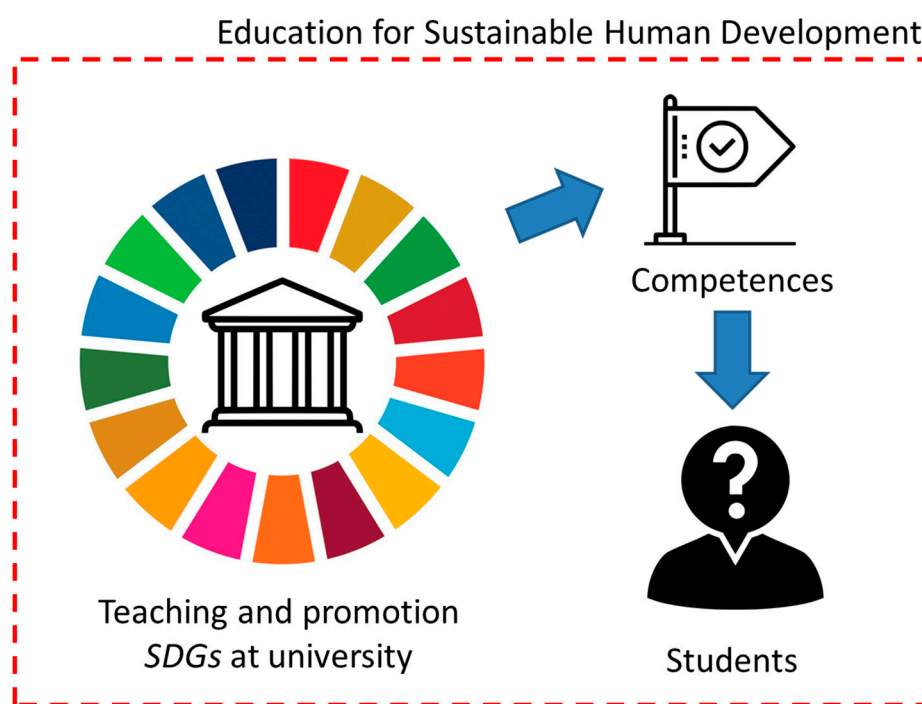 Education for Sustainable Human Development
Competences
Teaching and promotion
SDGs at university
Students
?